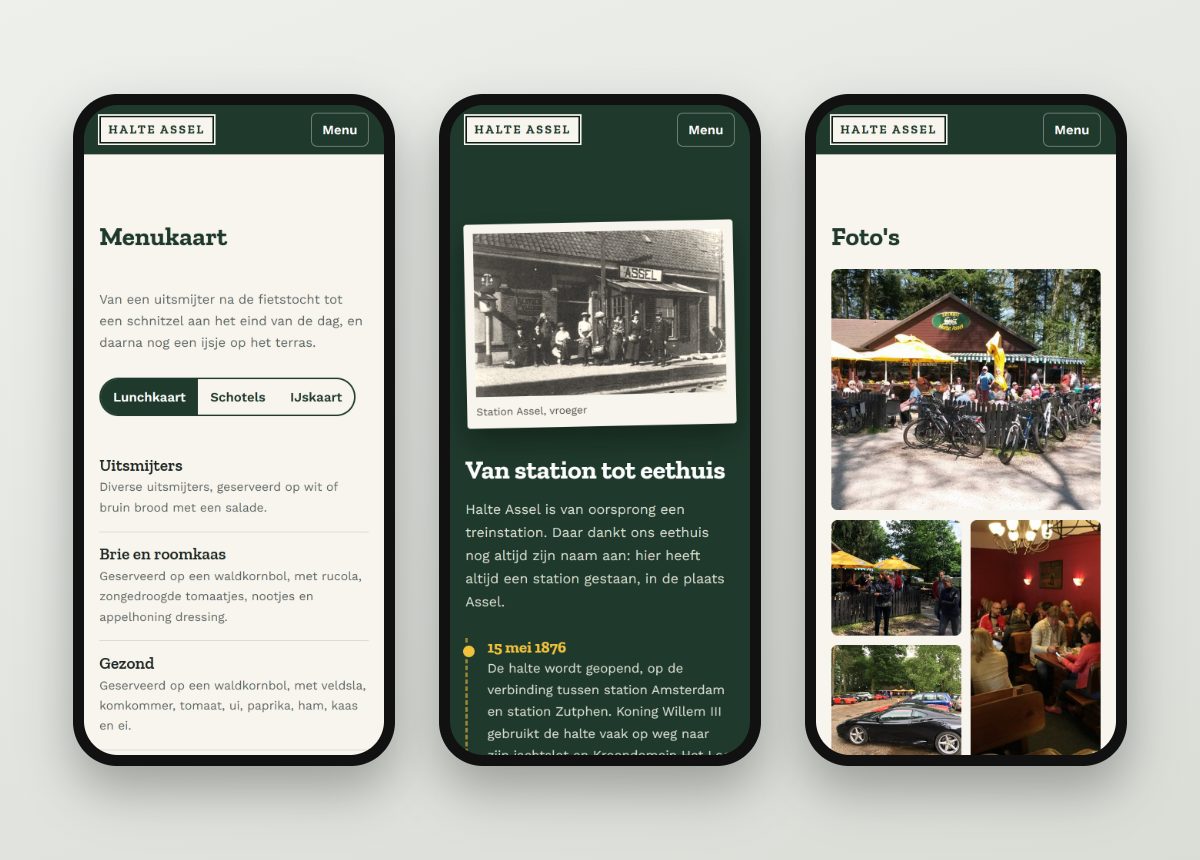 HALTE ASSEL
Menu
Menukaart
Van een uitsmijter na de fietstocht tot
een schnitzel aan het eind van de dag, en
daarna nog een ijsje op het terras.
Lunchkaart
Schotels
IJskaart
Uitsmijters
Diverse uitsmijters, geserveerd op wit of
bruin brood met een salade.
Brie en roomkaas
Geserveerd op een waldkornbol, met rucola,
zongedroogde tomaatjes, nootjes en
appelhoning dressing.
Gezond
Geserveerd op een waldkornbol, met veldsla,
komkommer, tomaat, ui, paprika, ham, kaas
en ei.
HALTE ASSEL
Menu
ASSEL
Station Assel, vroeger
Van station tot eethuis
Halte Assel is van oorsprong een
treinstation. Daar dankt ons eethuis
nog altijd zijn naam aan: hier heeft
altijd een station gestaan, in de plaats
Assel.
15 mei 1876
De halte wordt geopend, op de
verbinding tussen station Amsterdam
en station Zutphen. Koning Willem III
gebruikt de halte vaak op weg naar
zijn jachtslot en Kroondomein Het
HALTE ASSEL
Menu
Foto's